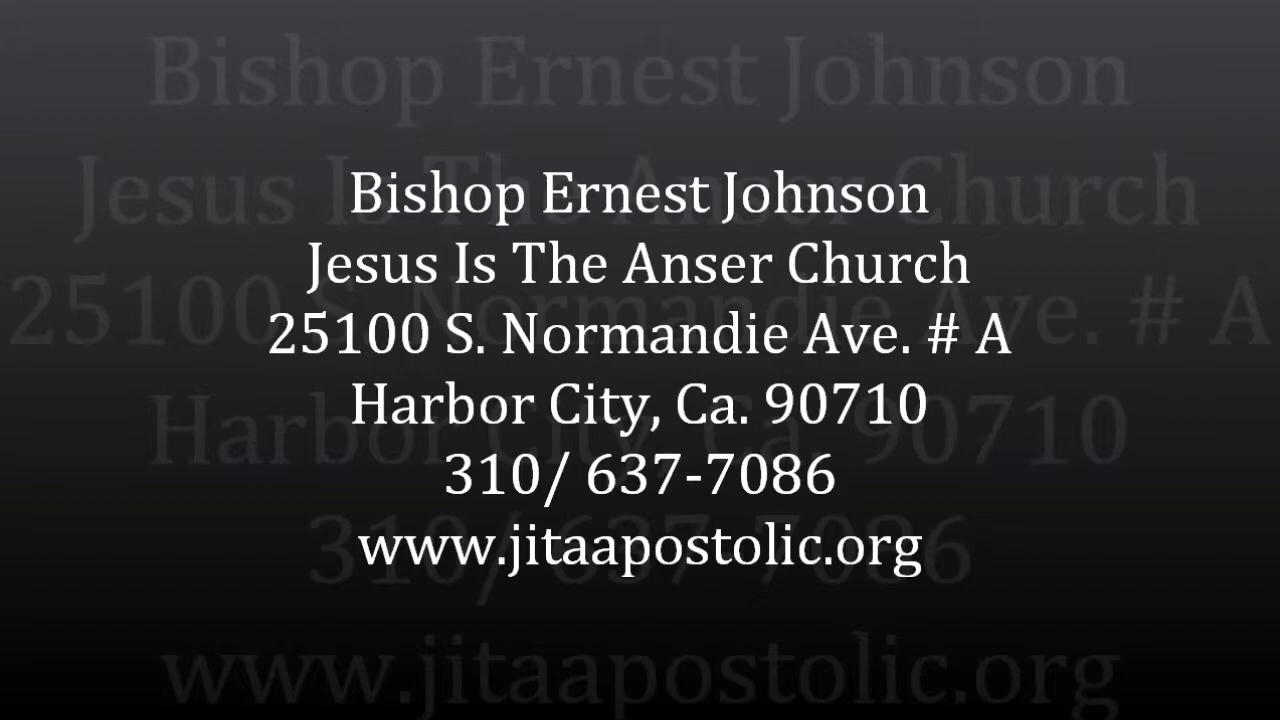 Bishop Ernest Johnson
Jesus Is The Anser Church
25100 S. Normandie Ave. # A
Harbor City, Ca. 90710
310/ 637-7086
www.jitaapostolic.org